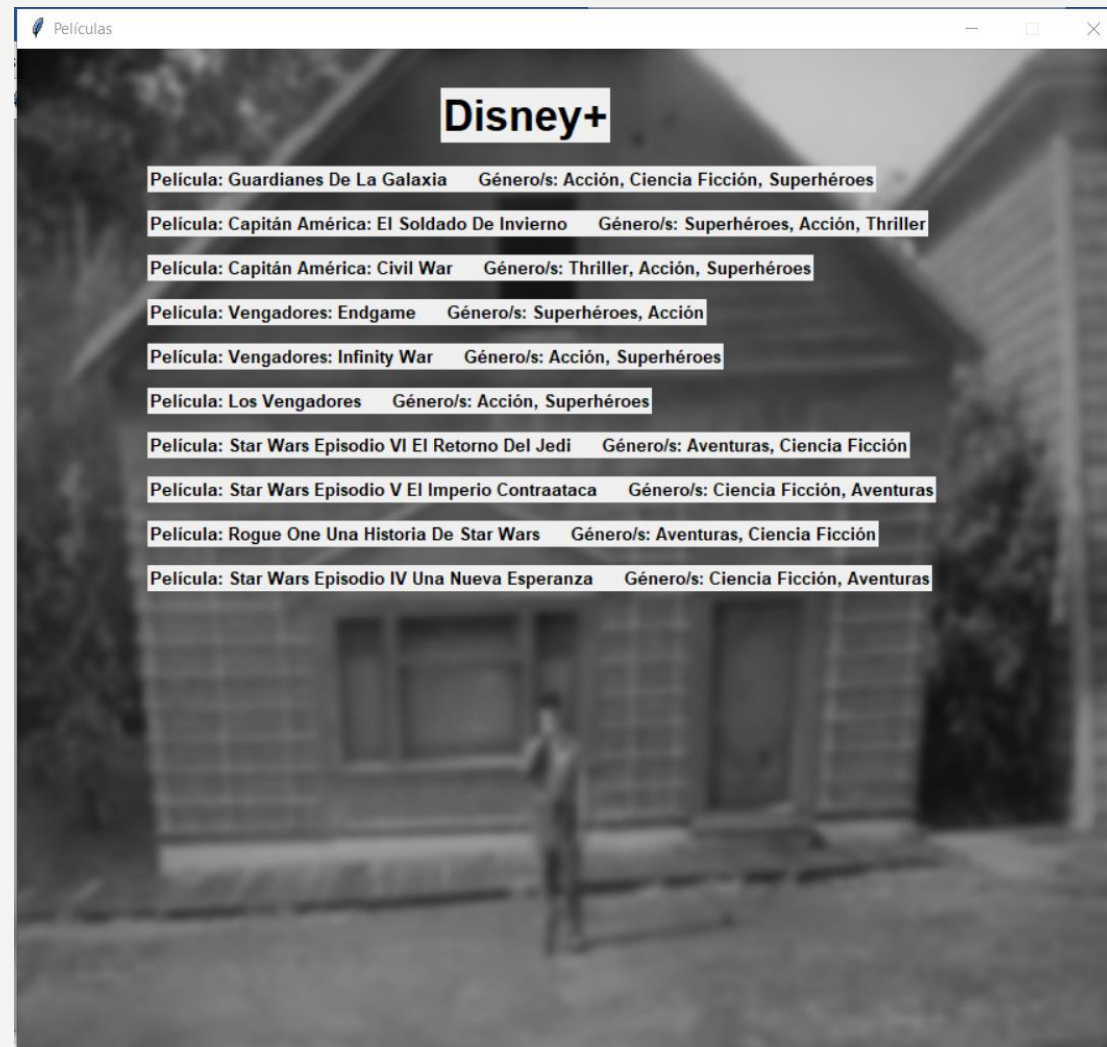 Películas
Disney+
Película: Guardianes De La Galaxia Género/s: Acción, Ciencia Ficción, Superhéroes
Película: Capitán América: El Soldado De Invierno Género/s: Superhéroes, Acción, Thriller
Película: Capitán América: Civil War Género/s: Thriller, Acción, Superhéroes
Película: Vengadores: Endgame Género/s: Superhéroes, Acción
Película: Vengadores: Infinity War Género/s: Acción, Superhéroes
Película: Los Vengadores Género/s: Acción, Superhéroes
Película: Star Wars Episodio VI El Retorno Del Jedi Género/s: Aventuras, Ciencia Ficción
Película: Star Wars Episodio V El Imperio Contraataca Género/s: Ciencia Ficción, Aventuras
Película: Rogue One Una Historia De Star Wars Género/s: Aventuras, Ciencia Ficción
Película: Star Wars Episodio IV Una Nueva Esperanza Género/s: Ciencia Ficción, Aventuras